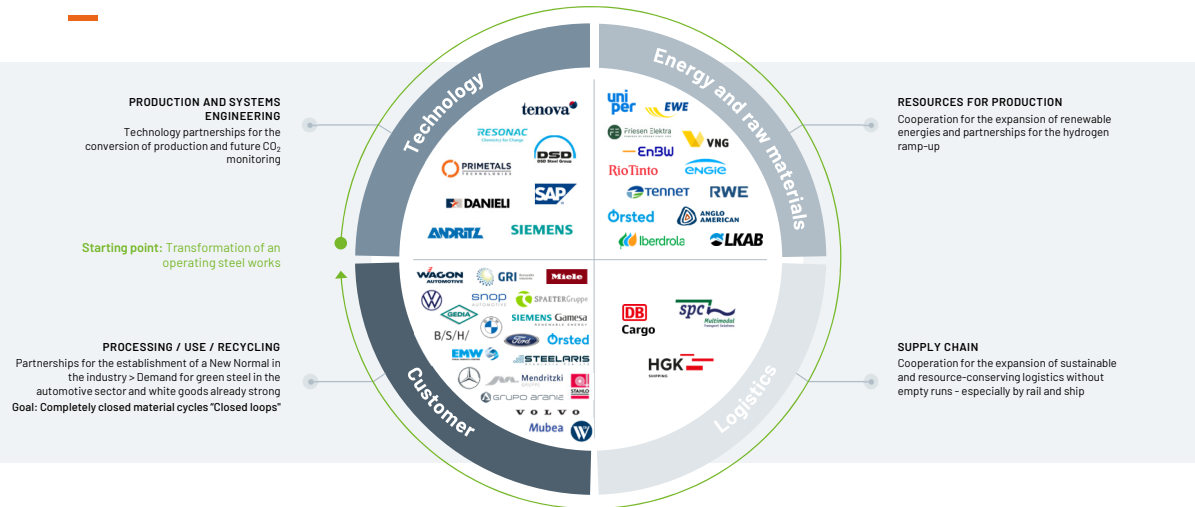 PRODUCTION AND SYSTEMS
ENGINEERING
Technology partnerships for the
conversion of production and future CO₂
monitoring
Starting point: Transformation of an
operating steel works
PROCESSING / USE / RECYCLING
Partnerships for the establishment of a New Normal in
the industry > Demand for green steel in the
automotive sector and white goods already strong
Goal: Completely closed material cycles "Closed loops"
Technology
tenova
RESONAC
Chemistry for Change
DSD
DSD Steel Group
PRIMETALS
TECHNOLOGIES
SAP
DANIELI
ANDRITZ
SIEMENS
Energy and raw materials
uni
per
EWE
Friesen Elektra
VNG
EnBW
RioTinto
ENGIE
TENNET
RWE
Ørsted
ANGLO
AMERICAN
Iberdrola
LKAB
Customer
WAGON
AUTOMOTIVE
GRI
Miele
snop
AUTOMOTIVE
SPAETERGruppe
GEDIA
SIEMENS Gamesa
RENEWABLE ENERGY
B/S/H/
BMW
Ford
Ørsted
EMW
STEELARIS
Mendritzki
GRUPPE
STAHLO
GRUPO ARANIA
VOLVO
Mubea
W
Logistics
DB
Cargo
spc
Multimodal
Transport Solutions
HGK
SHIPPING
RESOURCES FOR PRODUCTION
Cooperation for the expansion of renewable
energies and partnerships for the hydrogen
ramp-up
SUPPLY CHAIN
Cooperation for the expansion of sustainable
and resource-conserving logistics without
empty runs - especially by rail and ship